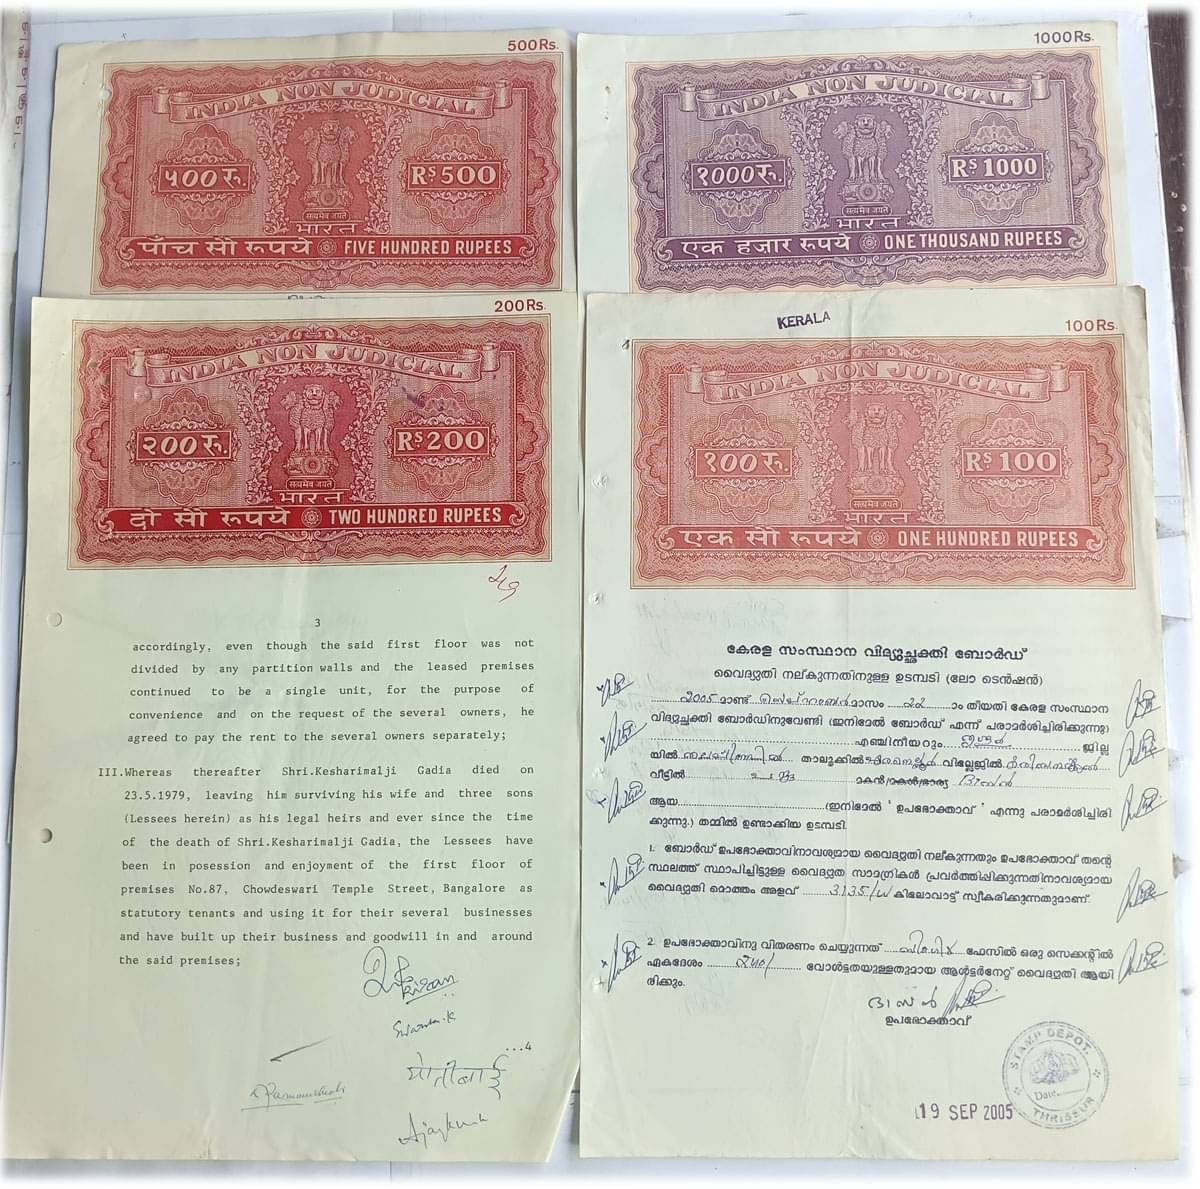 500Rs.
INDIA NON JUDICIAL
५00 रु.
Rs 500
सत्यमेव जयते
भारत
पाँच सौ रूपये FIVE HUNDRED RUPEES
1000Rs.
INDIA NON JUDICIAL
१000 रु.
Rs 1000
सत्यमेव जयते
भारत
एक हज़ार रूपये ONE THOUSAND RUPEES
200Rs.
INDIA NON JUDICIAL
२00 रु.
Rs 200
सत्यमेव जयते
भारत
दो सौ रूपये TWO HUNDRED RUPEES
3
accordingly, even though the said first floor was not
divided by any partition walls and the leased premises
continued to be a single unit, for the purpose of
convenience and on the request of the several owners, he
agreed to pay the rent to the several owners separately;
III.Whereas thereafter Shri.Kesharimalji Gadia died on
23.5.1979, leaving him surviving his wife and three sons
(Lessees herein) as his legal heirs and ever since the time
of the death of Shri.Kesharimalji Gadia, the Lessees have
been in posession and enjoyment of the first floor of
premises No.87, Chowdeswari Temple Street, Bangalore as
statutory tenants and using it for their several businesses
and have built up their business and goodwill in and around
the said premises;
...4
मोतीबाई
KERALA
100Rs.
INDIA NON JUDICIAL
१00 रु.
Rs 100
सत्यमेव जयते
भारत
एक सौ रूपये ONE HUNDRED RUPEES
കേരള സംസ്ഥാന വിദ്യുച്ഛക്തി ബോർഡ്
വൈദ്യുതി നല്കുന്നതിനുള്ള ഉടമ്പടി (ലോ ടെൻഷൻ)
2005 മാണ്ട് സെപ്റ്റംബർ മാസം 22 ാം തീയതി കേരള സംസ്ഥാന
വിദ്യുച്ഛക്തി ബോർഡിനുവേണ്ടി (ഇനിമേൽ ബോർഡ് എന്ന് പരാമർശിച്ചിരിക്കുന്നു)
എഞ്ചിനീയറും തൃശൂർ ജില്ല
യിൽ താലൂക്കിൽ വില്ലേജിൽ
വീട്ടിൽ മകൻ/മകൾ/ഭാര്യ
ആയ (ഇനിമേൽ ' ഉപഭോക്താവ് ' എന്നു പരാമർശിച്ചിരി
ക്കുന്നു.) തമ്മിൽ ഉണ്ടാക്കിയ ഉടമ്പടി.
1. ബോർഡ് ഉപഭോക്താവിനാവശ്യമായ വൈദ്യുതി നല്കുന്നതും ഉപഭോക്താവ് തന്റെ
സ്ഥലത്ത് സ്ഥാപിച്ചിട്ടുള്ള വൈദ്യുത സാമഗ്രികൾ പ്രവർത്തിപ്പിക്കുന്നതിനാവശ്യമായ
വൈദ്യുതി മൊത്തം അളവ് 3135/W കിലോവാട്ട് സ്വീകരിക്കുന്നതുമാണ്.
2. ഉപഭോക്താവിനു വിതരണം ചെയ്യുന്നത് സിംഗിൾ ഫേസിൽ ഒരു സെക്കന്റിൽ
ഏകദേശം 240/ വോൾട്ടതയുള്ളതുമായ ആൾട്ടർനേറ്റ് വൈദ്യുതി ആയി
രിക്കും.
ഉപഭോക്താവ്
STAMP DEPOT.
Date
THRISSUR
19 SEP 2005